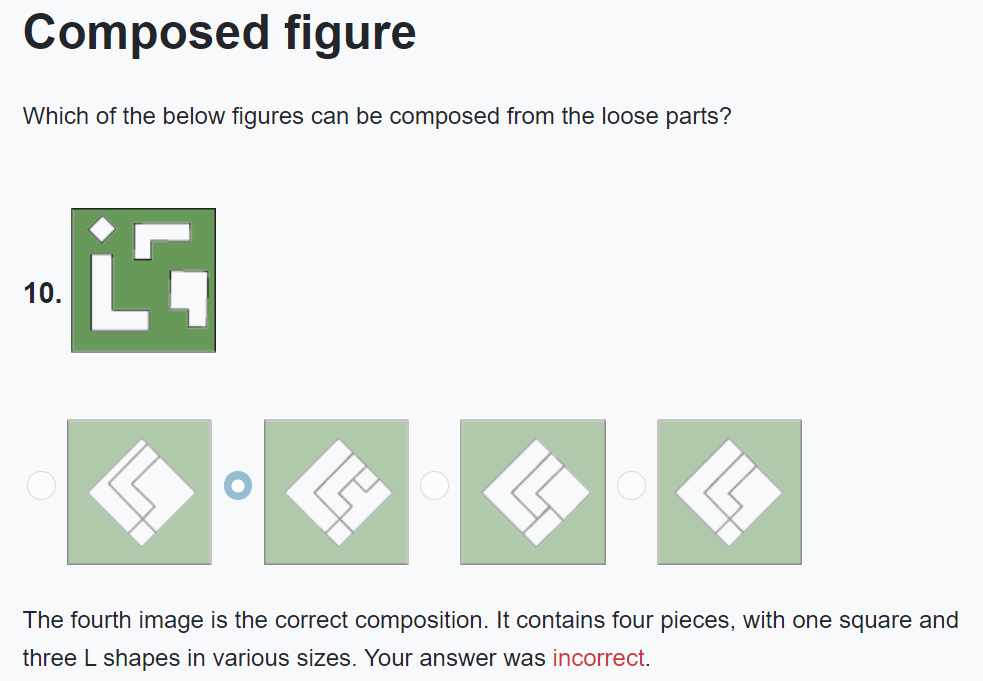 Composed figure
Which of the below figures can be composed from the loose parts?
10.
The fourth image is the correct composition. It contains four pieces, with one square and
three L shapes in various sizes. Your answer was incorrect.